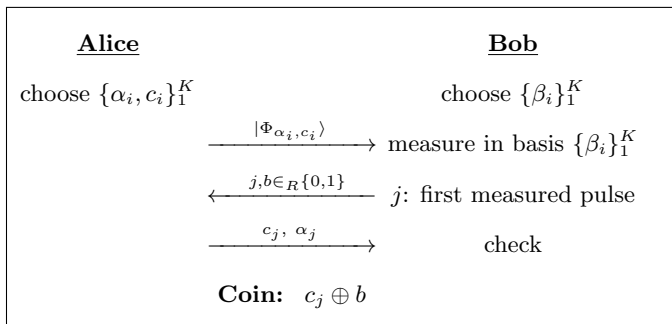 Alice Bob
choose {α_i, c_i}_1^K choose {β_i}_1^K
|Φ_{α_i,c_i}⟩ measure in basis {β_i}_1^K
j,b∈_R{0,1} j: first measured pulse
c_j, α_j check
Coin: c_j ⊕ b